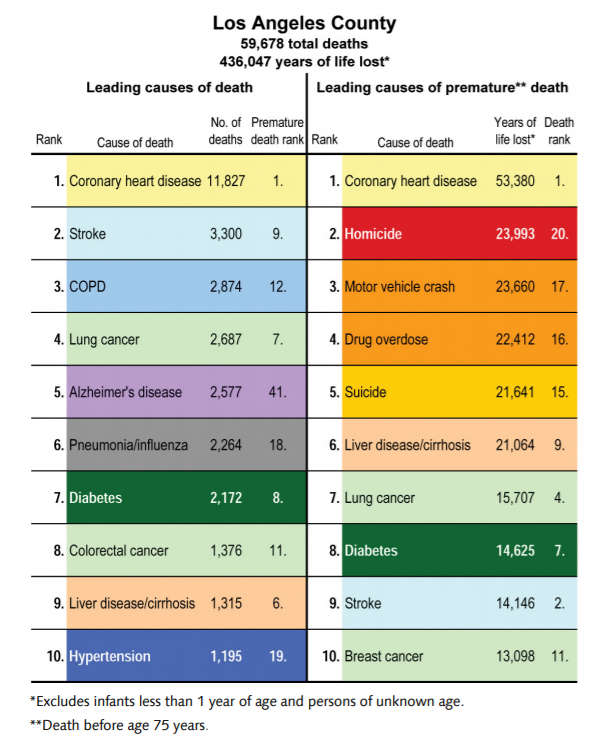 Los Angeles County
59,678 total deaths
436,047 years of life lost*
Leading causes of death
Rank Cause of death No. of deaths Premature death rank
1. Coronary heart disease 11,827 1.
2. Stroke 3,300 9.
3. COPD 2,874 12.
4. Lung cancer 2,687 7.
5. Alzheimer's disease 2,577 41.
6. Pneumonia/influenza 2,264 18.
7. Diabetes 2,172 8.
8. Colorectal cancer 1,376 11.
9. Liver disease/cirrhosis 1,315 6.
10. Hypertension 1,195 19.
Leading causes of premature** death
Rank Cause of death Years of life lost* Death rank
1. Coronary heart disease 53,380 1.
2. Homicide 23,993 20.
3. Motor vehicle crash 23,660 17.
4. Drug overdose 22,412 16.
5. Suicide 21,641 15.
6. Liver disease/cirrhosis 21,064 9.
7. Lung cancer 15,707 4.
8. Diabetes 14,625 7.
9. Stroke 14,146 2.
10. Breast cancer 13,098 11.
*Excludes infants less than 1 year of age and persons of unknown age.
**Death before age 75 years.